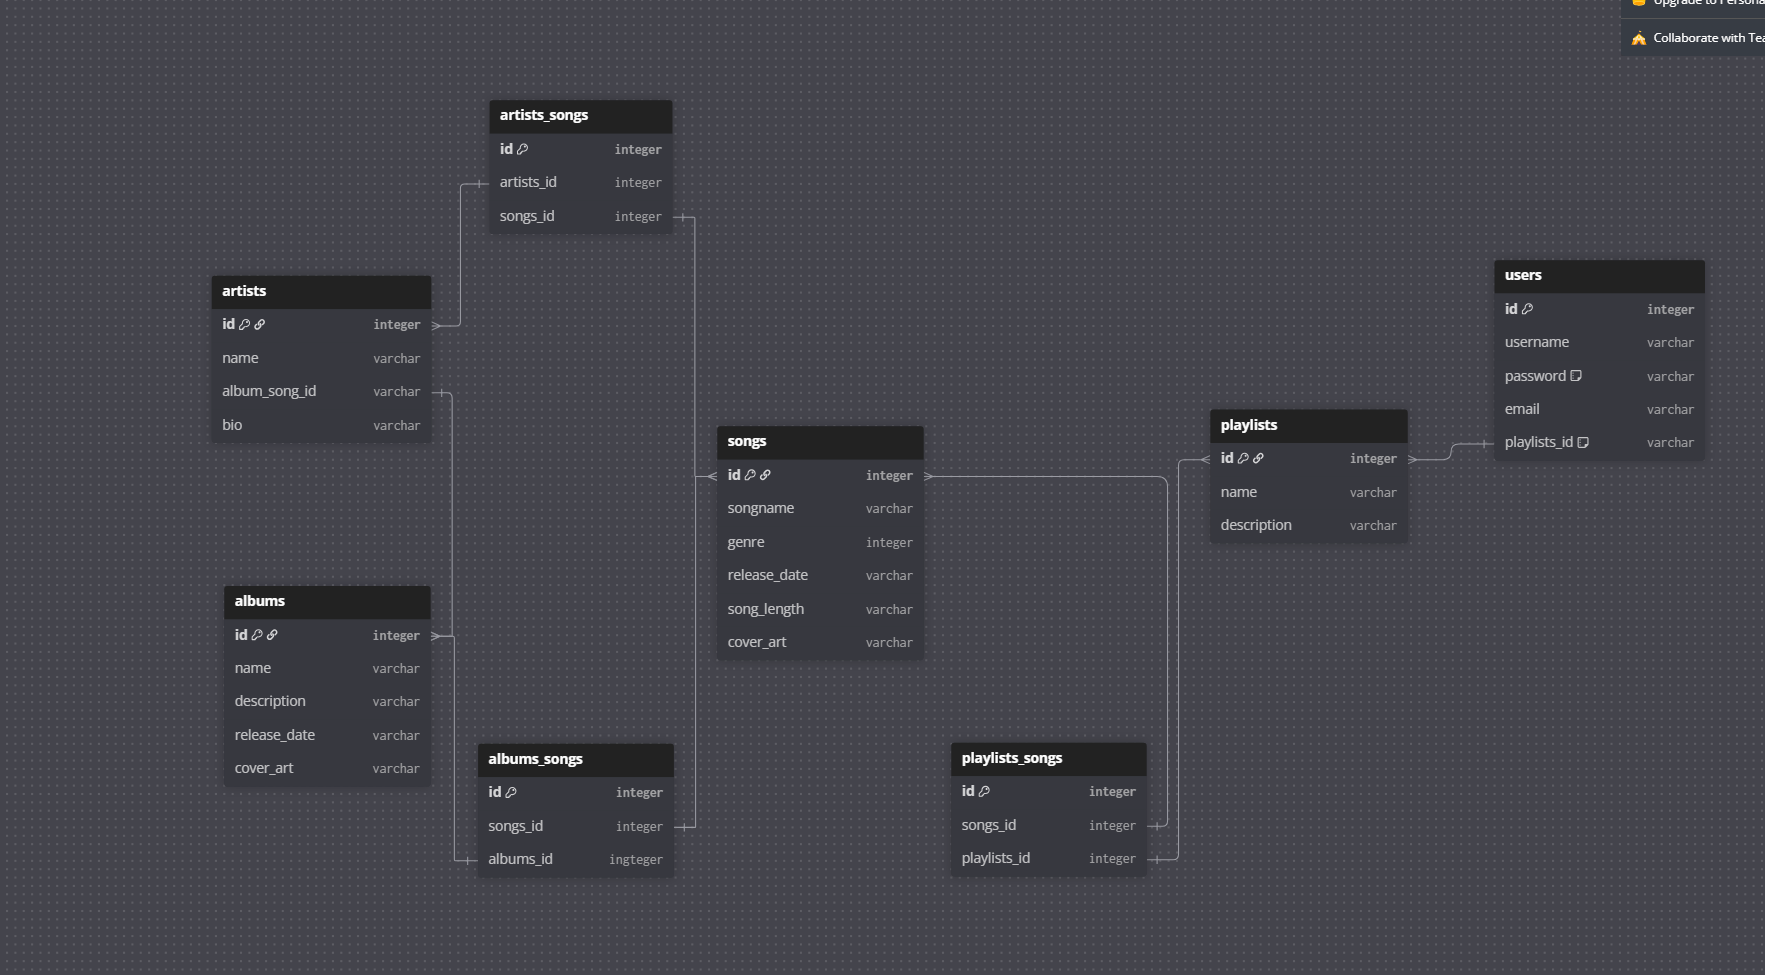 Upgrade to Persona
Collaborate with Tea
artists_songs
id integer
artists_id integer
songs_id integer
artists
id integer
name varchar
album_song_id varchar
bio varchar
users
id integer
username varchar
password varchar
email varchar
playlists_id varchar
playlists
id integer
name varchar
description varchar
songs
id integer
songname varchar
genre integer
release_date varchar
song_length varchar
cover_art varchar
albums
id integer
name varchar
description varchar
release_date varchar
cover_art varchar
albums_songs
id integer
songs_id integer
albums_id ingteger
playlists_songs
id integer
songs_id integer
playlists_id integer